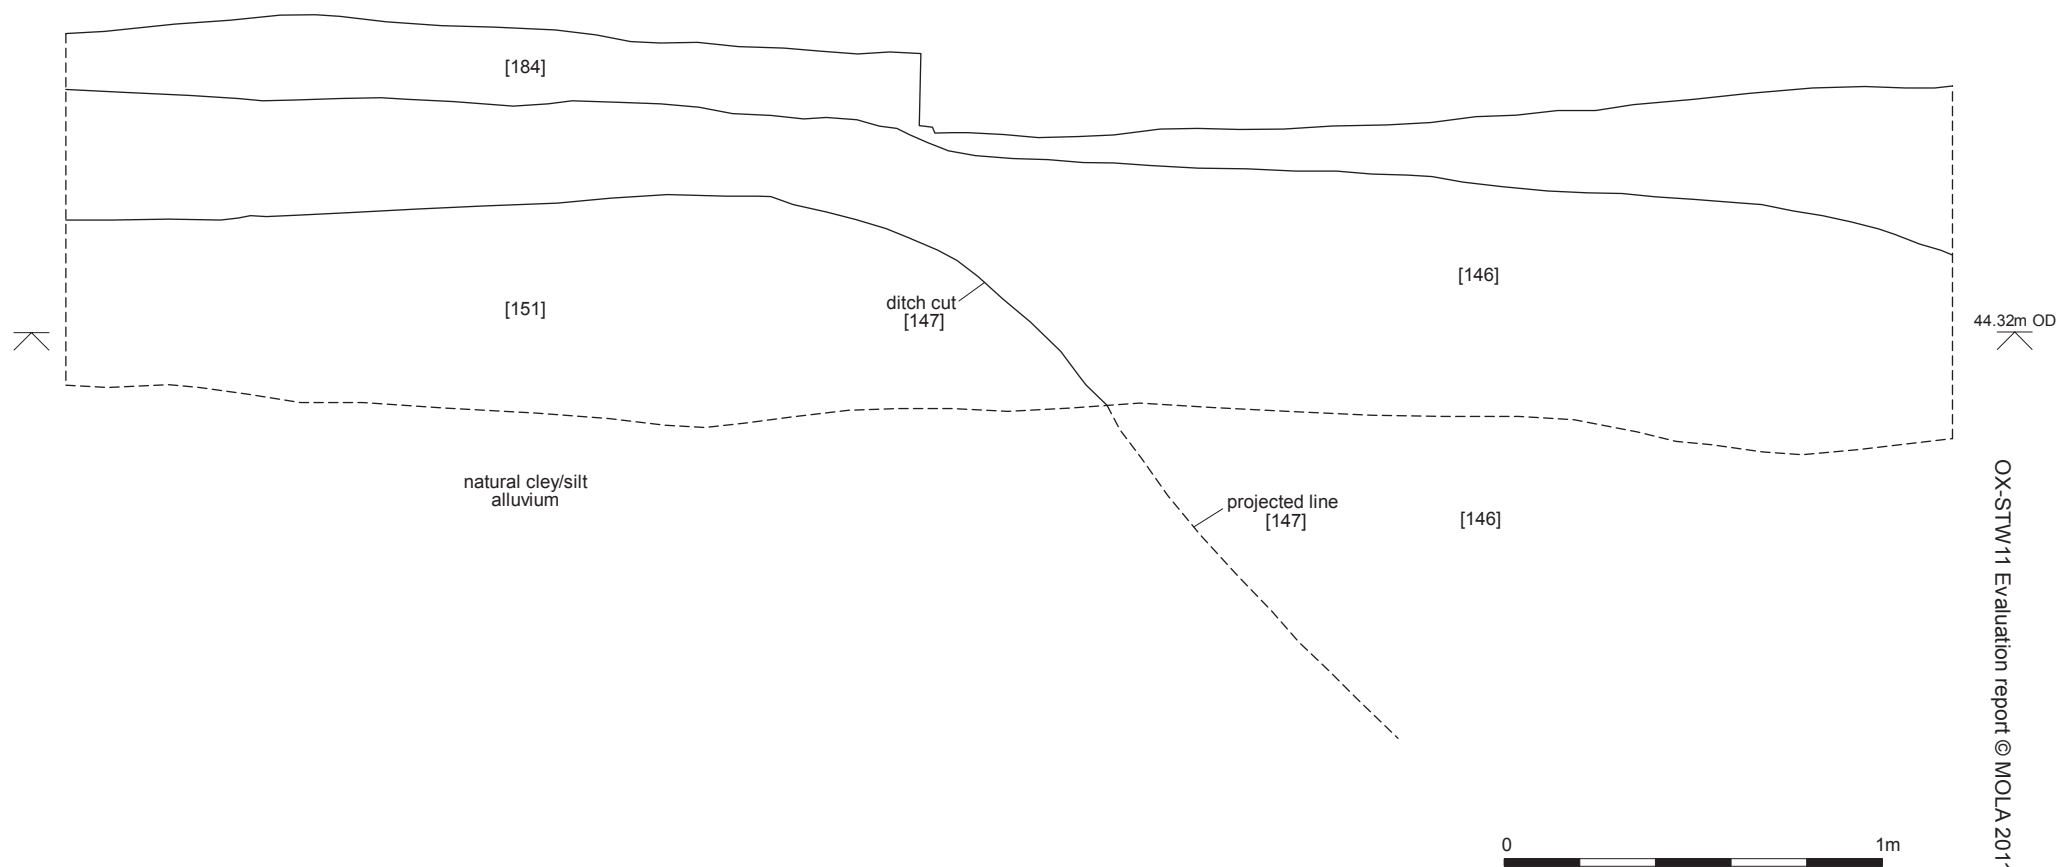 [184]
[146]
[151]
ditch cut
[147]
44.32m OD
natural cley/silt
alluvium
projected line
[147]
[146]
0
1m
OX-STW11 Evaluation report © MOLA